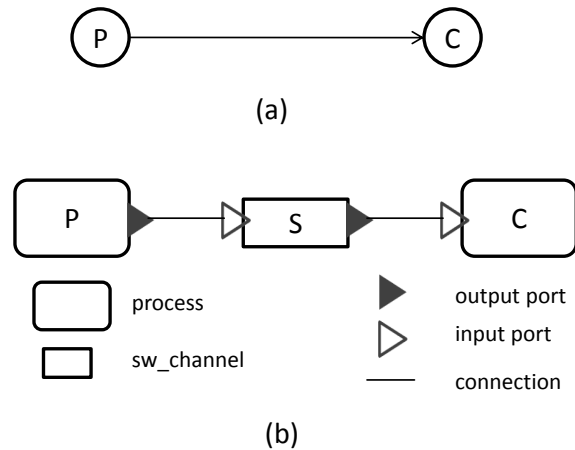 P
C
(a)
P
S
C
process
output port
sw_channel
input port
connection
(b)